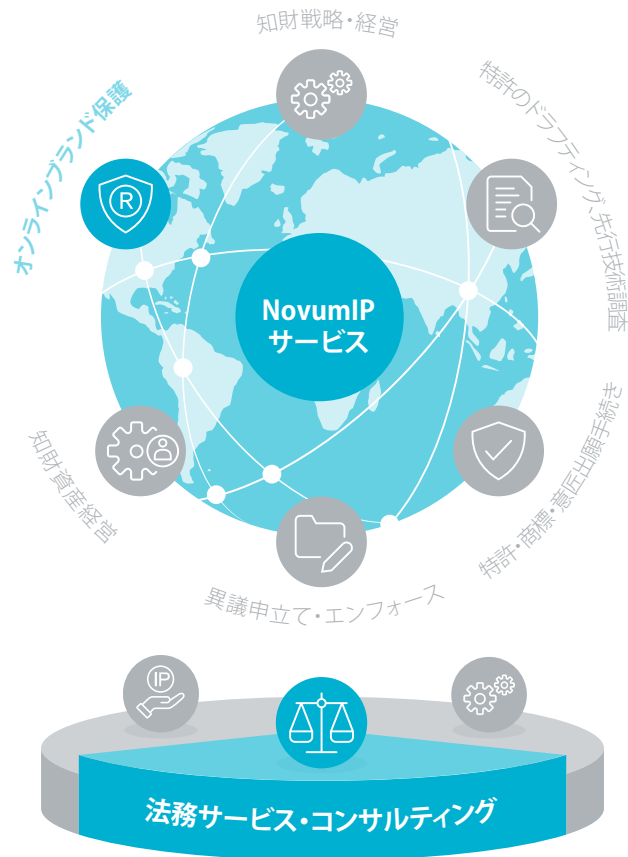 知財戦略・経営
オンラインブランド保護
特許のドラフティング、先行技術調査
R
NovumIP
サービス
知財資産経営
特許・商標・意匠出願手続き
異議申立て・エンフォース
IP
法務サービス・コンサルティング